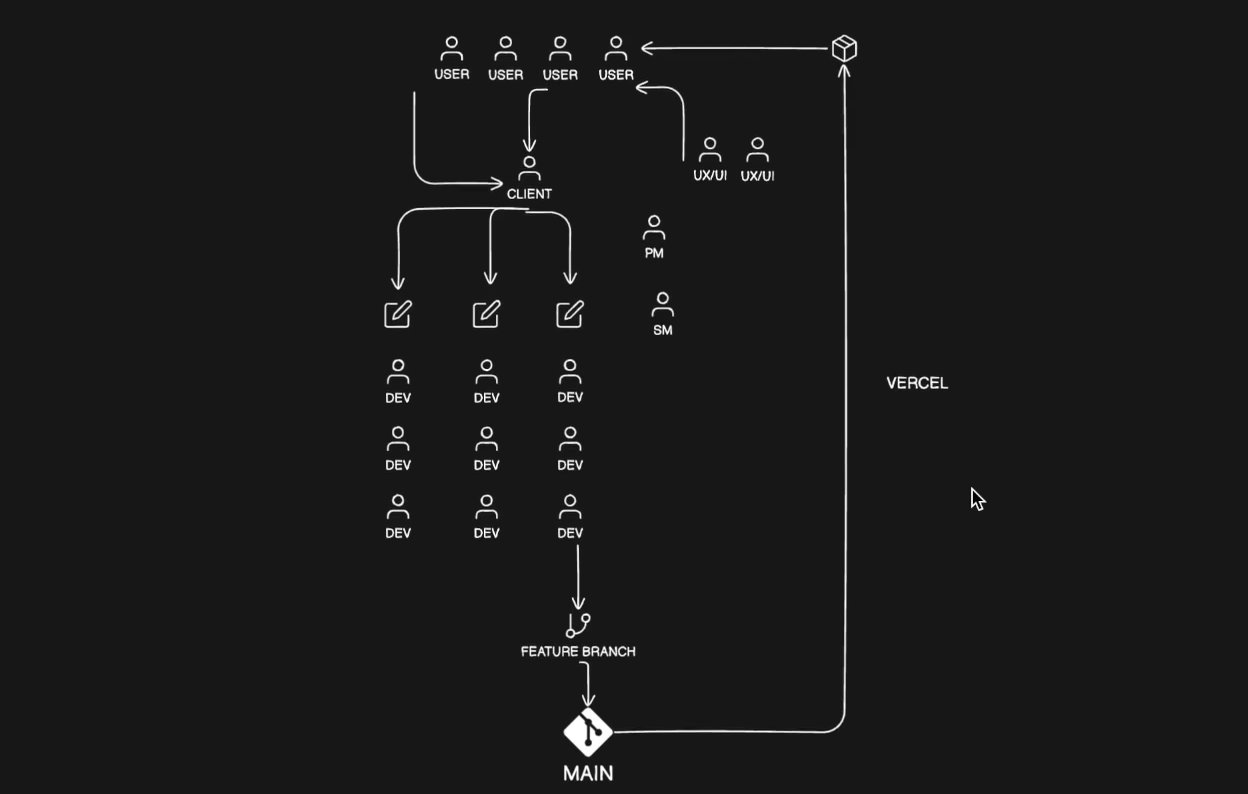 USER USER USER USER
UX/UI UX/UI
CLIENT
PM
SM
VERCEL
DEV DEV DEV
DEV DEV DEV
DEV DEV DEV
FEATURE BRANCH
MAIN